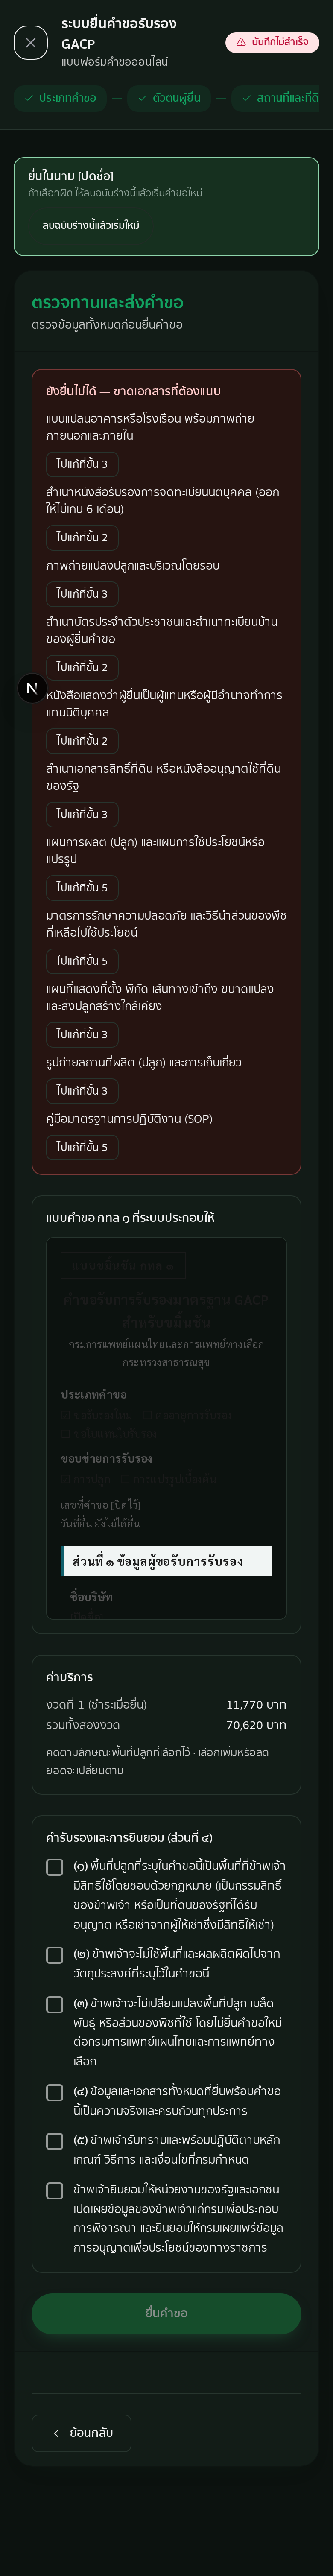 ระบบยื่นคำขอรับรอง
GACP
แบบฟอร์มคำขอออนไลน์
บันทึกไม่สำเร็จ
ประเภทคำขอ
ตัวตนผู้ยื่น
สถานที่และที่ดิ
ยื่นในนาม [ปิดชื่อ]
ถ้าเลือกผิด ให้ลบฉบับร่างนี้แล้วเริ่มคำขอใหม่
ลบฉบับร่างนี้แล้วเริ่มใหม่
ตรวจทานและส่งคำขอ
ตรวจข้อมูลทั้งหมดก่อนยื่นคำขอ
ยังยื่นไม่ได้ — ขาดเอกสารที่ต้องแนบ
แบบแปลนอาคารหรือโรงเรือน พร้อมภาพถ่าย
ภายนอกและภายใน
ไปแก้ที่ขั้น 3
สำเนาหนังสือรับรองการจดทะเบียนนิติบุคคล (ออก
ให้ไม่เกิน 6 เดือน)
ไปแก้ที่ขั้น 2
ภาพถ่ายแปลงปลูกและบริเวณโดยรอบ
ไปแก้ที่ขั้น 3
สำเนาบัตรประจำตัวประชาชนและสำเนาทะเบียนบ้าน
ของผู้ยื่นคำขอ
ไปแก้ที่ขั้น 2
หนังสือแสดงว่าผู้ยื่นเป็นผู้แทนหรือผู้มีอำนาจทำการ
แทนนิติบุคคล
ไปแก้ที่ขั้น 2
สำเนาเอกสารสิทธิ์ที่ดิน หรือหนังสืออนุญาตใช้ที่ดิน
ของรัฐ
ไปแก้ที่ขั้น 3
แผนการผลิต (ปลูก) และแผนการใช้ประโยชน์หรือ
แปรรูป
ไปแก้ที่ขั้น 5
มาตรการรักษาความปลอดภัย และวิธีนำส่วนของพืช
ที่เหลือไปใช้ประโยชน์
ไปแก้ที่ขั้น 5
แผนที่แสดงที่ตั้ง พิกัด เส้นทางเข้าถึง ขนาดแปลง
และสิ่งปลูกสร้างใกล้เคียง
ไปแก้ที่ขั้น 3
รูปถ่ายสถานที่ผลิต (ปลูก) และการเก็บเกี่ยว
ไปแก้ที่ขั้น 3
คู่มือมาตรฐานการปฏิบัติงาน (SOP)
ไปแก้ที่ขั้น 5
แบบคำขอ กทล ๑ ที่ระบบประกอบให้
คำขอรับการรับรองมาตรฐาน GACP
สำหรับขมิ้นชัน
กรมการแพทย์แผนไทยและการแพทย์ทางเลือก
กระทรวงสาธารณสุข
ประเภทคำขอ
ขอบข่ายการรับรอง
เลขที่คำขอ [ปิดไว้]
วันที่ยื่น ยังไม่ได้ยื่น
ส่วนที่ ๑ ข้อมูลผู้ขอรับการรับรอง
ชื่อบริษัท
ค่าบริการ
งวดที่ 1 (ชำระเมื่อยื่น) 11,770 บาท
รวมทั้งสองงวด 70,620 บาท
คิดตามลักษณะพื้นที่ปลูกที่เลือกไว้ · เลือกเพิ่มหรือลด
ยอดจะเปลี่ยนตาม
คำรับรองและการยินยอม (ส่วนที่ ๔)
(๑) พื้นที่ปลูกที่ระบุในคำขอนี้เป็นพื้นที่ที่ข้าพเจ้า
มีสิทธิใช้โดยชอบด้วยกฎหมาย (เป็นกรรมสิทธิ์
ของข้าพเจ้า หรือเป็นที่ดินของรัฐที่ได้รับ
อนุญาต หรือเช่าจากผู้ให้เช่าซึ่งมีสิทธิให้เช่า)
(๒) ข้าพเจ้าจะไม่ใช้พื้นที่และผลผลิตผิดไปจาก
วัตถุประสงค์ที่ระบุไว้ในคำขอนี้
(๓) ข้าพเจ้าจะไม่เปลี่ยนแปลงพื้นที่ปลูก เมล็ด
พันธุ์ หรือส่วนของพืชที่ใช้ โดยไม่ยื่นคำขอใหม่
ต่อกรมการแพทย์แผนไทยและการแพทย์ทาง
เลือก
(๔) ข้อมูลและเอกสารทั้งหมดที่ยื่นพร้อมคำขอ
นี้เป็นความจริงและครบถ้วนทุกประการ
(๕) ข้าพเจ้ารับทราบและพร้อมปฏิบัติตามหลัก
เกณฑ์ วิธีการ และเงื่อนไขที่กรมกำหนด
ข้าพเจ้ายินยอมให้หน่วยงานของรัฐและเอกชน
เปิดเผยข้อมูลของข้าพเจ้าแก่กรมเพื่อประกอบ
การพิจารณา และยินยอมให้กรมเผยแพร่ข้อมูล
การอนุญาตเพื่อประโยชน์ของทางราชการ
ยื่นคำขอ
ย้อนกลับ